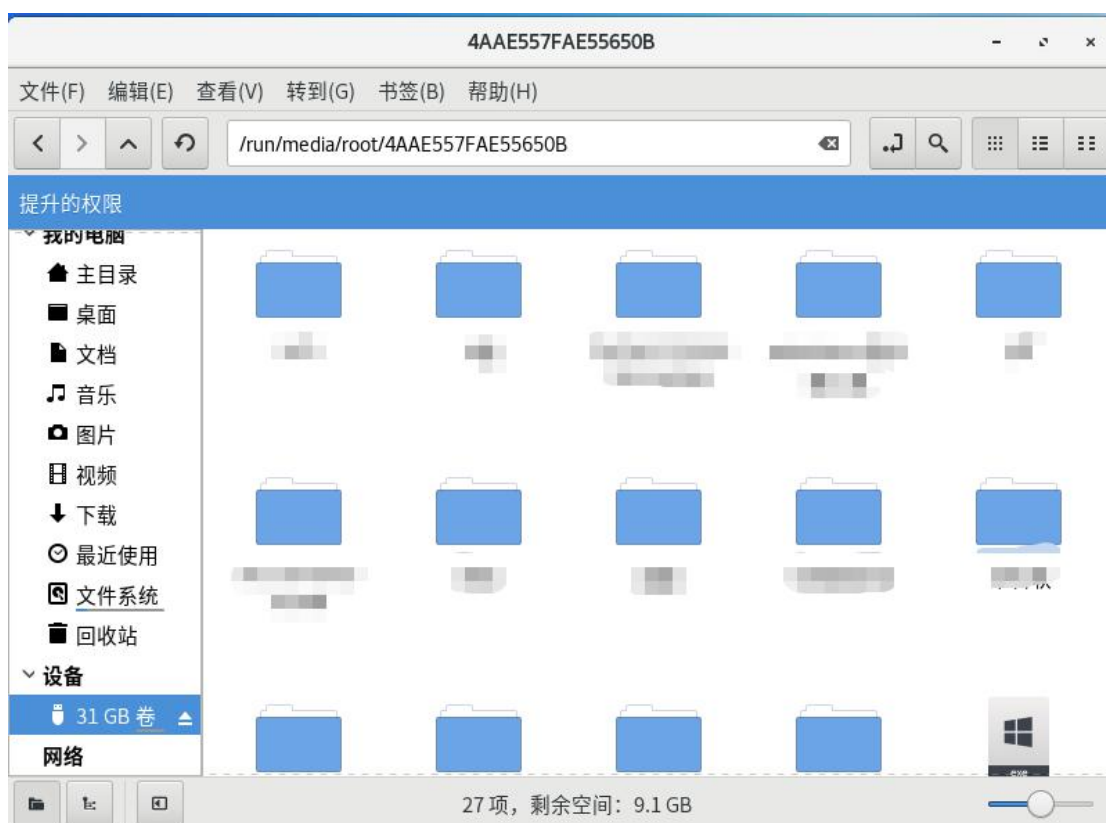 4AAE557FAE55650B
文件(F) 编辑(E) 查看(V) 转到(G) 书签(B) 帮助(H)
/run/media/root/4AAE557FAE55650B
提升的权限
我的电脑
主目录
桌面
文档
音乐
图片
视频
下载
最近使用
文件系统
回收站
设备
31 GB 卷
网络
.exe
27 项，剩余空间：9.1 GB